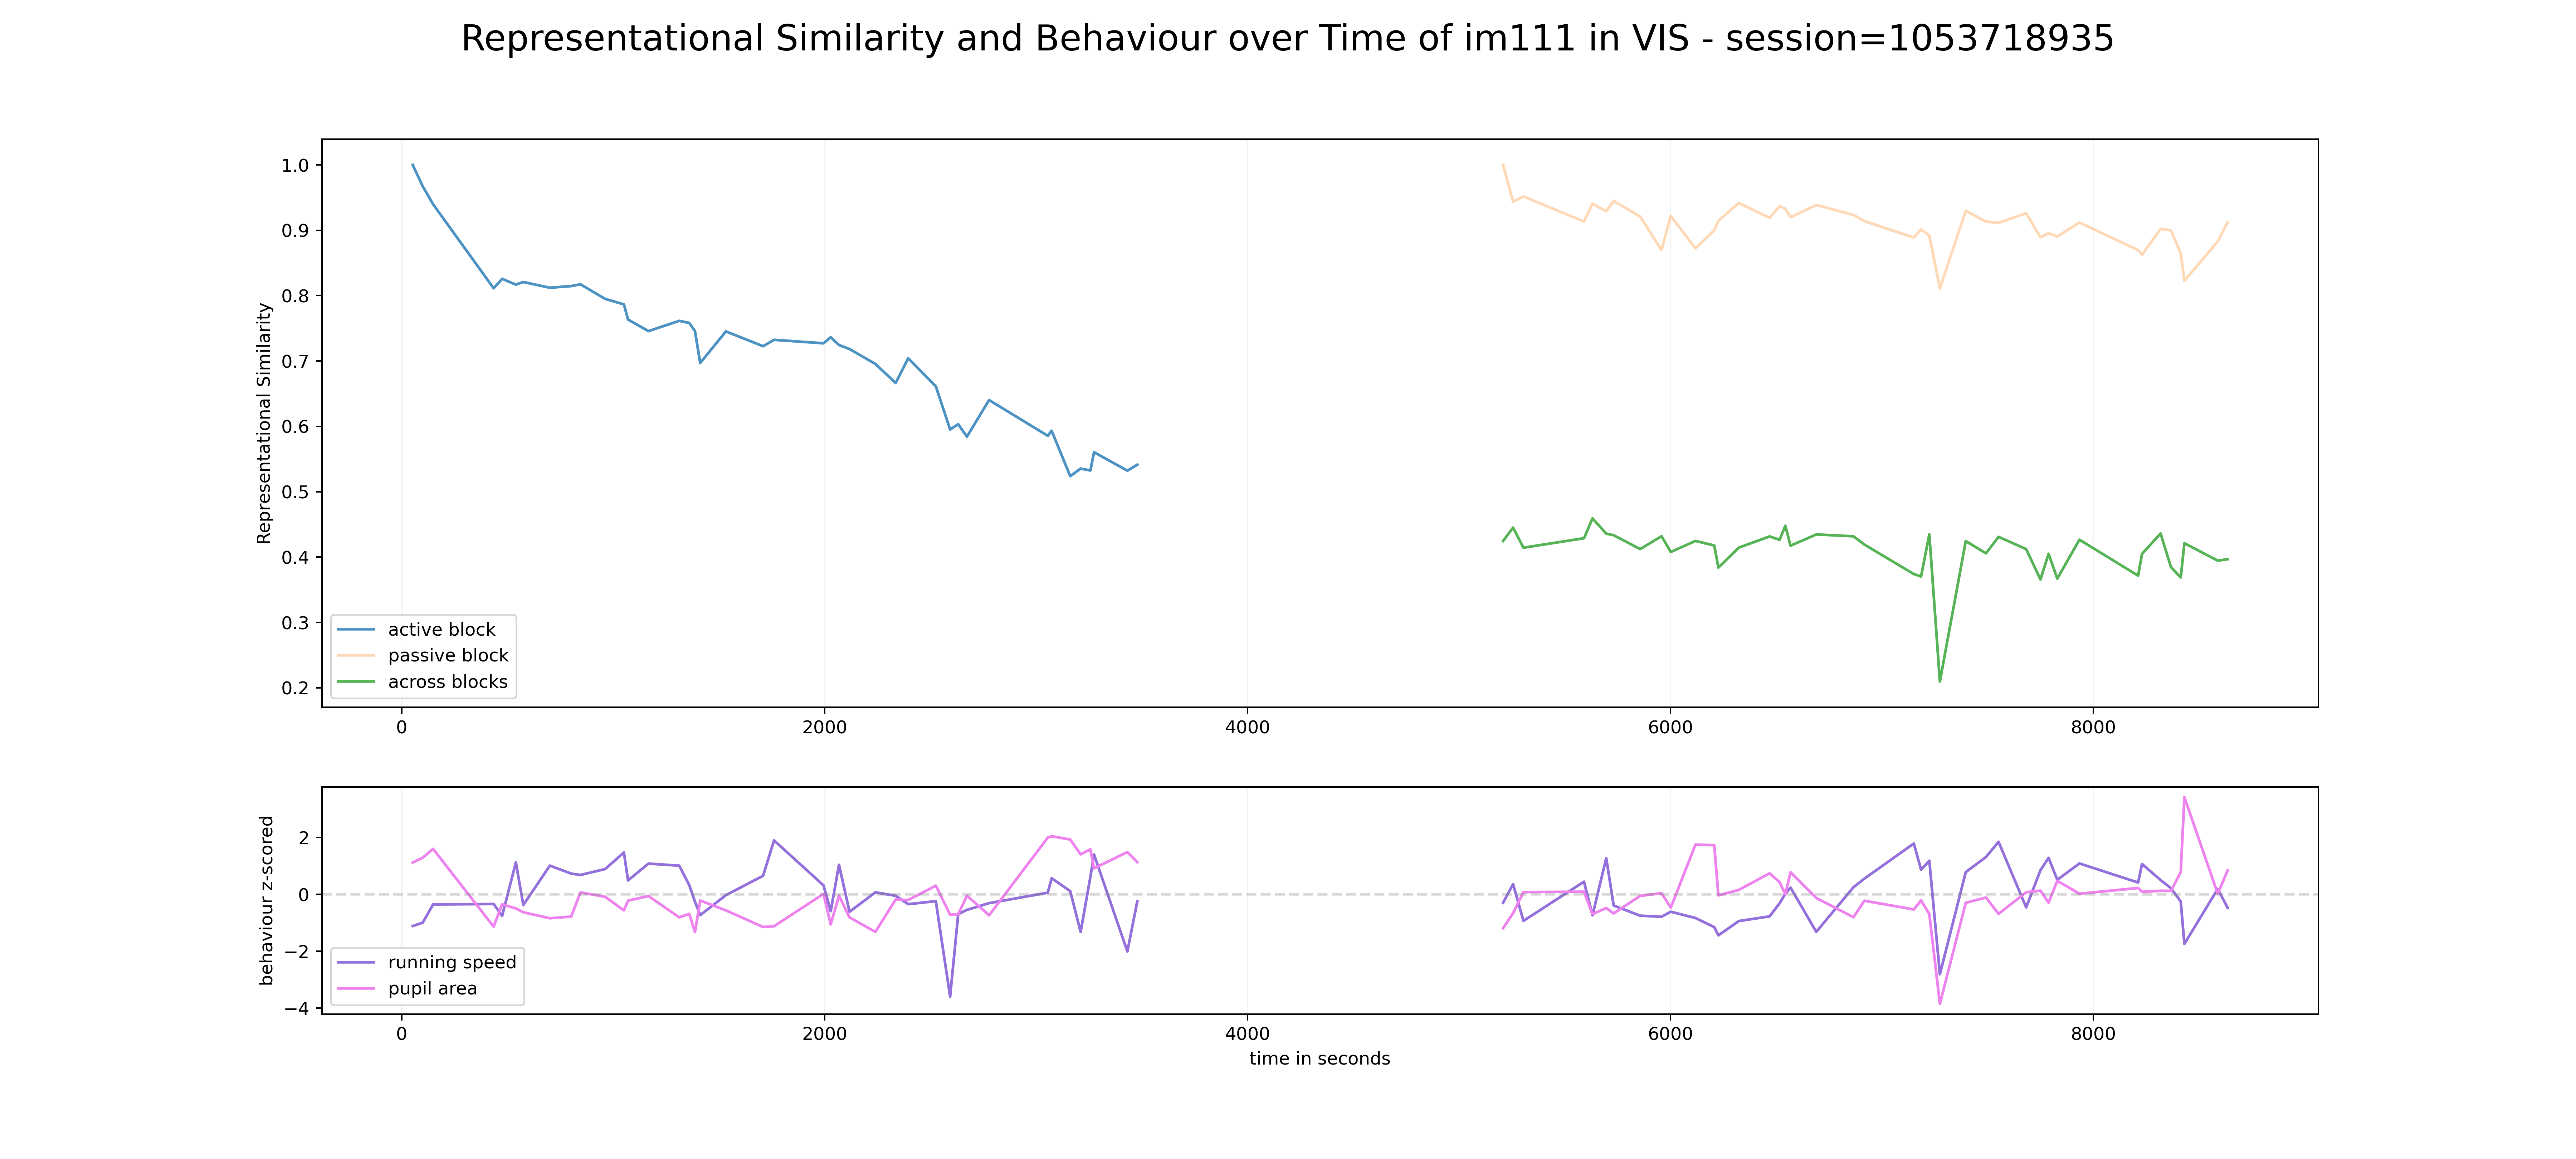 Representational Similarity and Behaviour over Time of im111 in VIS - session=1053718935
Representational Similarity
1.0
0.9
0.8
0.7
0.6
0.5
0.4
0.3
0.2
active block
passive block
across blocks
0 2000 4000 6000 8000
behaviour z-scored
2
0
−2
−4
running speed
pupil area
0 2000 4000 6000 8000
time in seconds